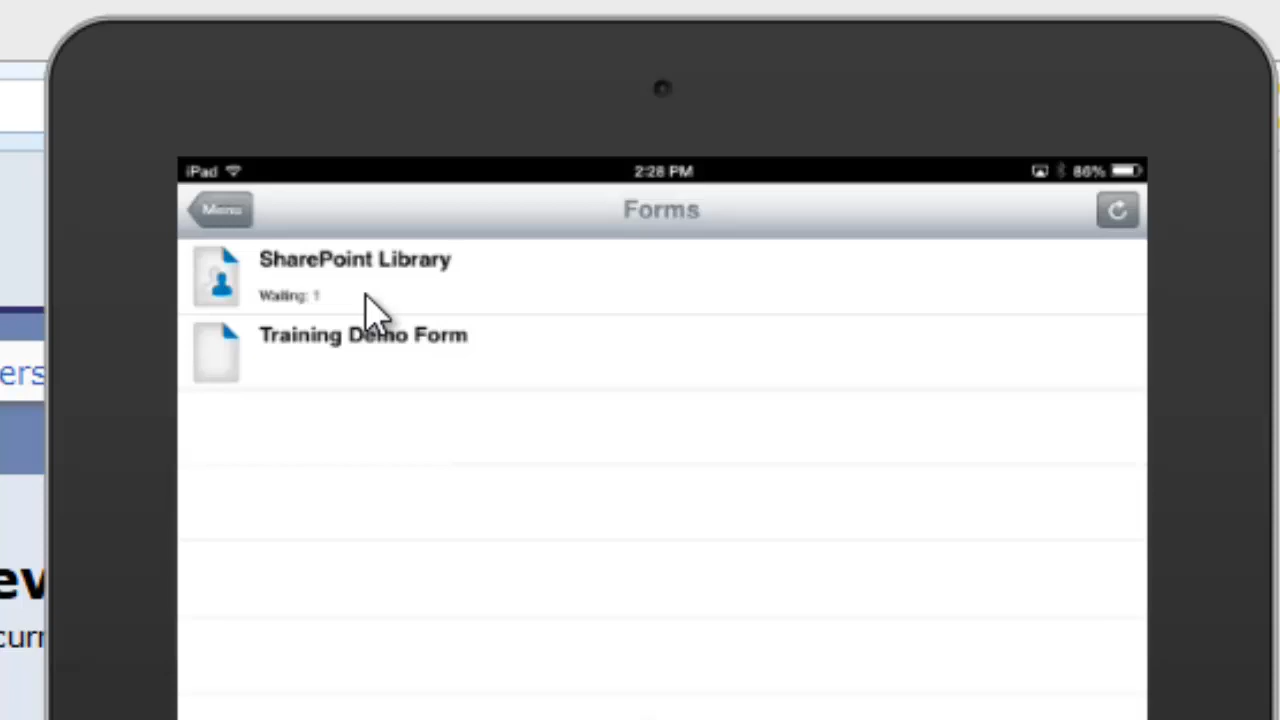 iPad 2:28 PM 86%
Menu Forms
SharePoint Library
Waiting: 1
Training Demo Form
ers
ev
curr